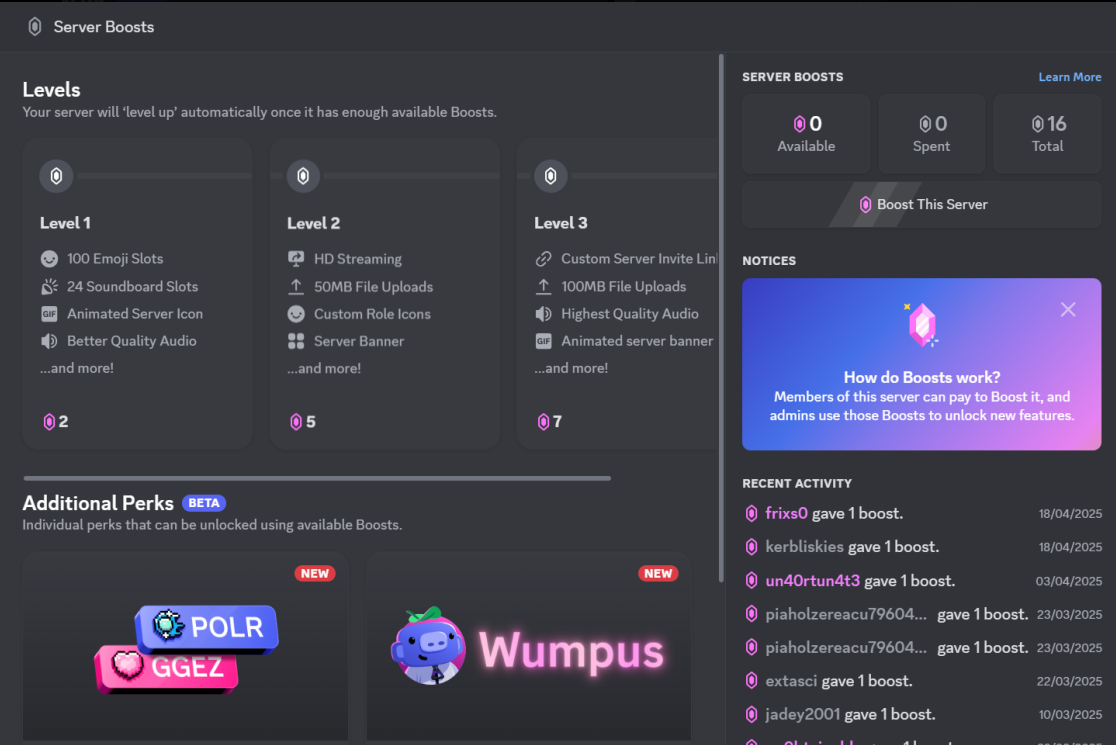 Server Boosts
Levels
Your server will ‘level up’ automatically once it has enough available Boosts.
Level 1
100 Emoji Slots
24 Soundboard Slots
GIF Animated Server Icon
Better Quality Audio
...and more!
2
Level 2
HD Streaming
50MB File Uploads
Custom Role Icons
Server Banner
...and more!
5
Level 3
Custom Server Invite Lin
100MB File Uploads
Highest Quality Audio
GIF Animated server banner
...and more!
7
Additional Perks BETA
Individual perks that can be unlocked using available Boosts.
NEW
POLR
GGEZ
NEW
Wumpus
SERVER BOOSTS Learn More
0 Available
0 Spent
16 Total
Boost This Server
NOTICES
How do Boosts work?
Members of this server can pay to Boost it, and
admins use those Boosts to unlock new features.
RECENT ACTIVITY
frixs0 gave 1 boost. 18/04/2025
kerbliskies gave 1 boost. 18/04/2025
un40rtun4t3 gave 1 boost. 03/04/2025
piaholzereacu79604... gave 1 boost. 23/03/2025
piaholzereacu79604... gave 1 boost. 23/03/2025
extasci gave 1 boost. 22/03/2025
jadey2001 gave 1 boost. 10/03/2025